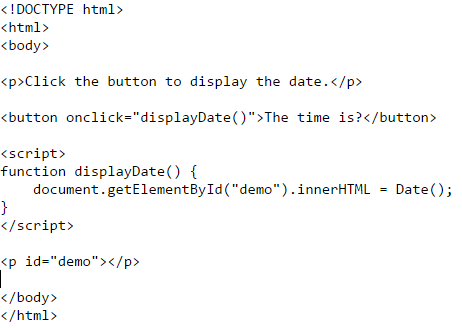 <!DOCTYPE html>
<html>
<body>
<p>Click the button to display the date.</p>
<button onclick="displayDate()">The time is?</button>
<script>
function displayDate() {
    document.getElementById("demo").innerHTML = Date();
}
</script>
<p id="demo"></p>
</body>
</html>